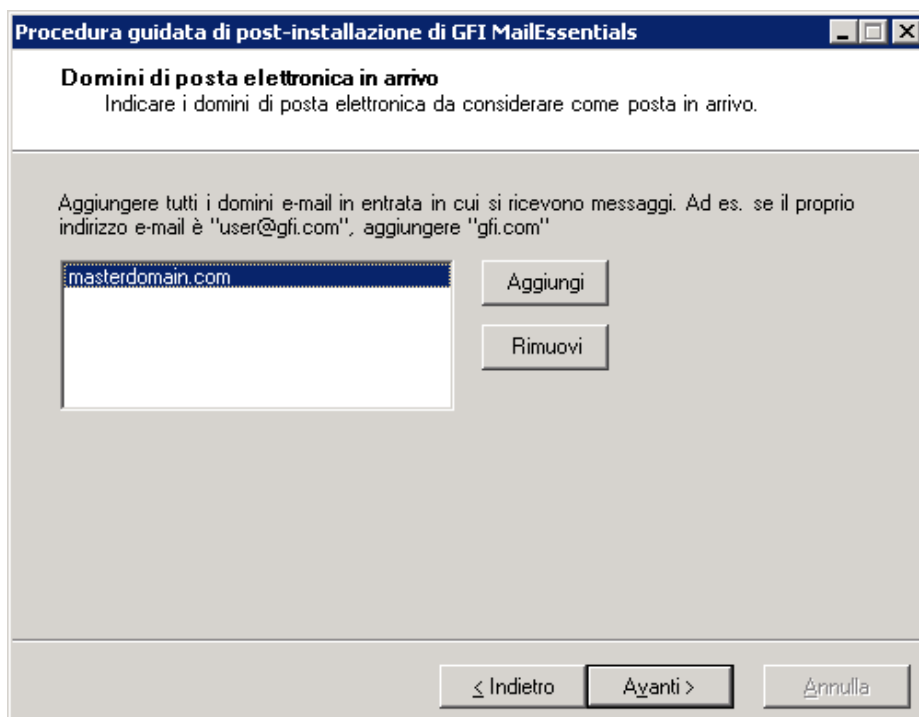 Procedura guidata di post-installazione di GFI MailEssentials
Domini di posta elettronica in arrivo
Indicare i domini di posta elettronica da considerare come posta in arrivo.
Aggiungere tutti i domini e-mail in entrata in cui si ricevono messaggi. Ad es. se il proprio
indirizzo e-mail è "user@gfi.com", aggiungere "gfi.com"
masterdomain.com
Aggiungi
Rimuovi
< Indietro
Avanti >
Annulla